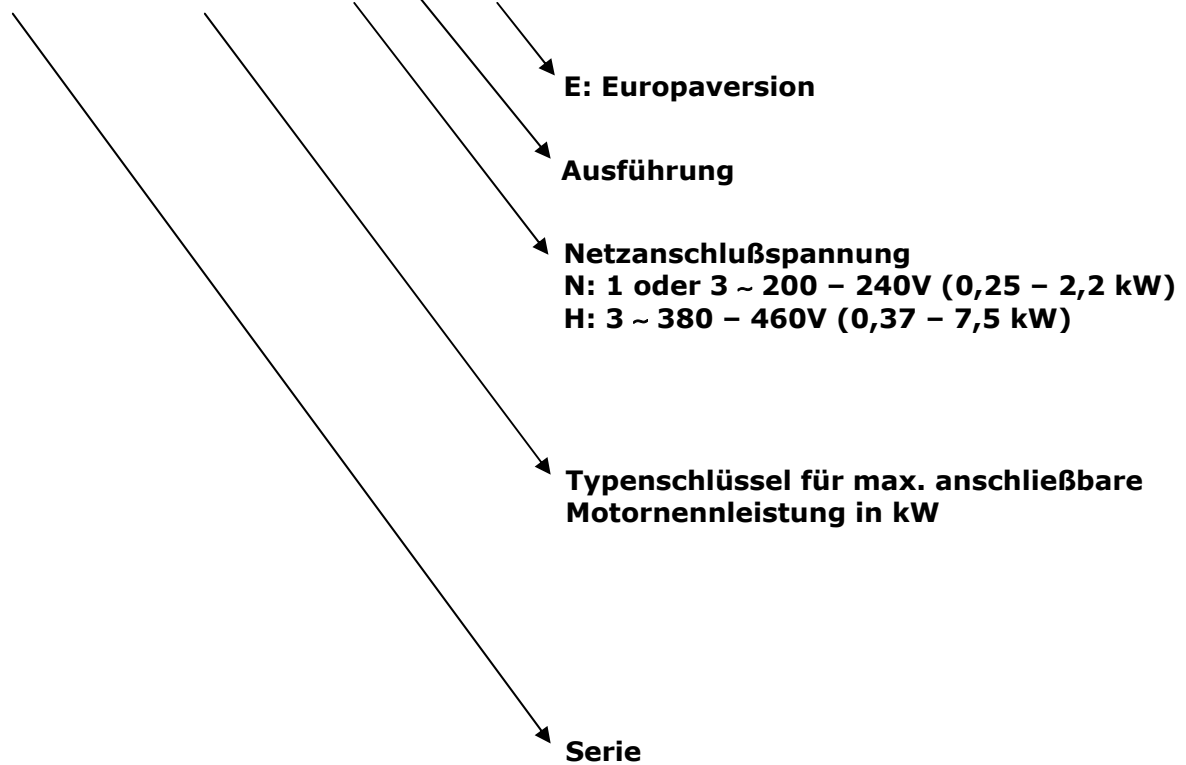 E: Europaversion
Ausführung
Netzanschlußspannung
N: 1 oder 3 ~ 200 – 240V (0,25 – 2,2 kW)
H: 3 ~ 380 – 460V (0,37 – 7,5 kW)
Typenschlüssel für max. anschließbare
Motornennleistung in kW
Serie